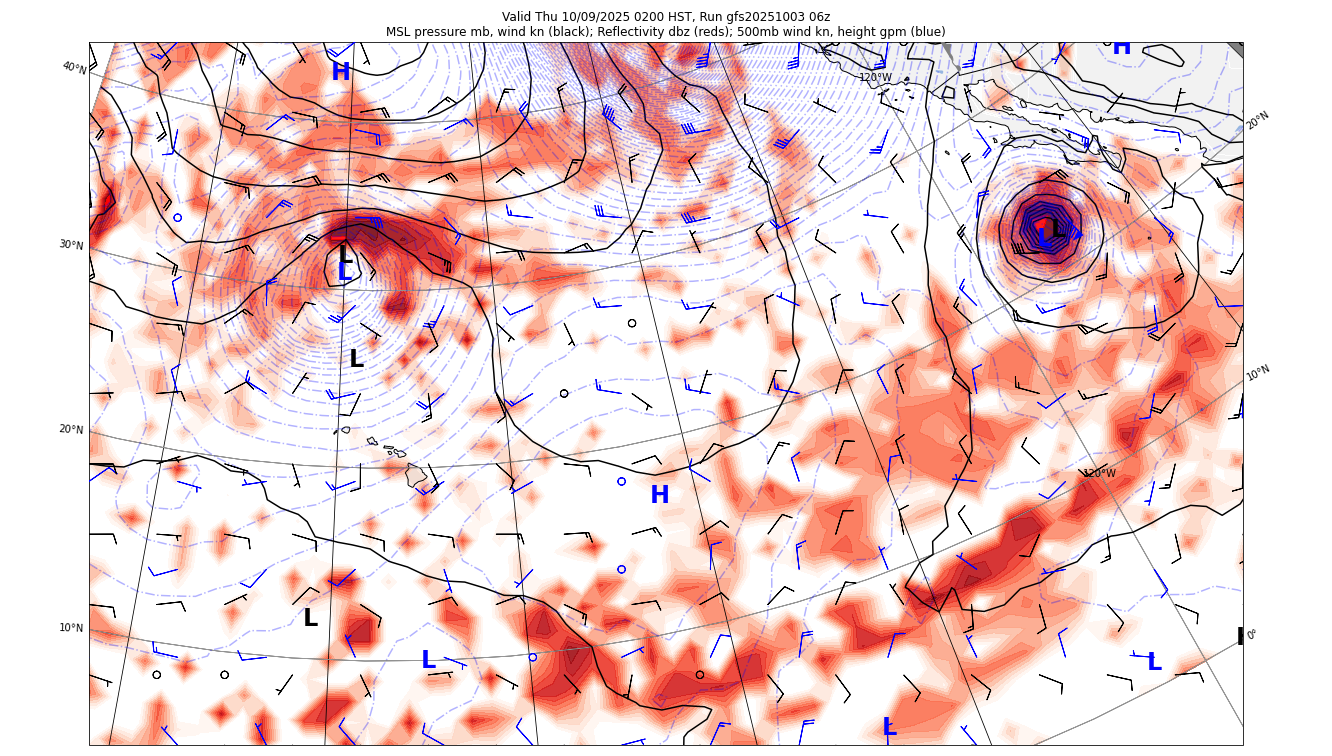 Valid Thu 10/09/2025 0200 HST, Run gfs20251003 06z
MSL pressure mb, wind kn (black); Reflectivity dbz (reds); 500mb wind kn, height gpm (blue)
H
H
40°N
120°W
20°N
30°N
L
L
L
L
L
10°N
20°N
120°W
H
10°N
L
L
0°
L
L